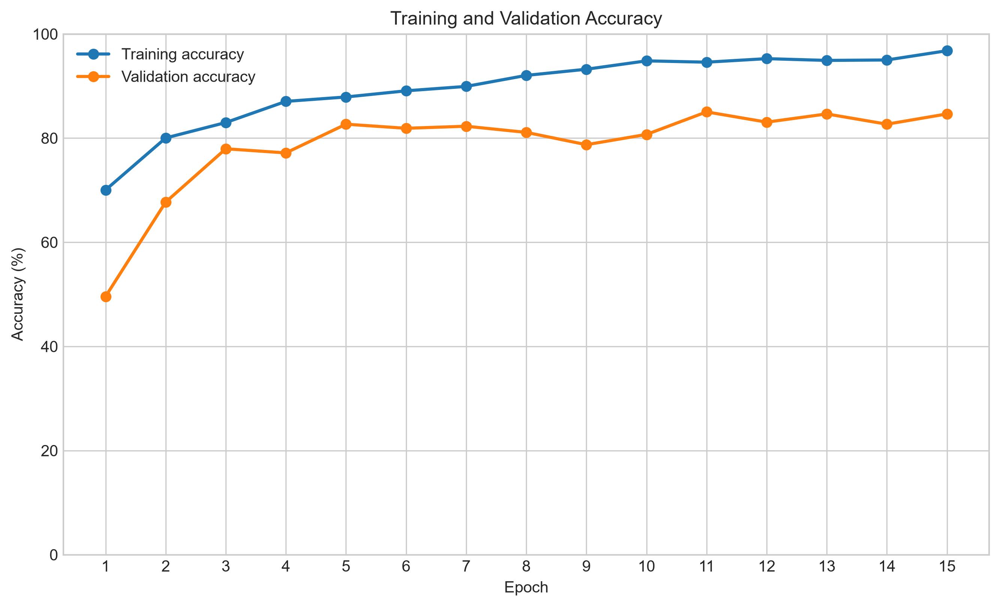 Training and Validation Accuracy
100
Training accuracy
Validation accuracy
80
60
Accuracy (%)
40
20
0
1 2 3 4 5 6 7 8 9 10 11 12 13 14 15
Epoch